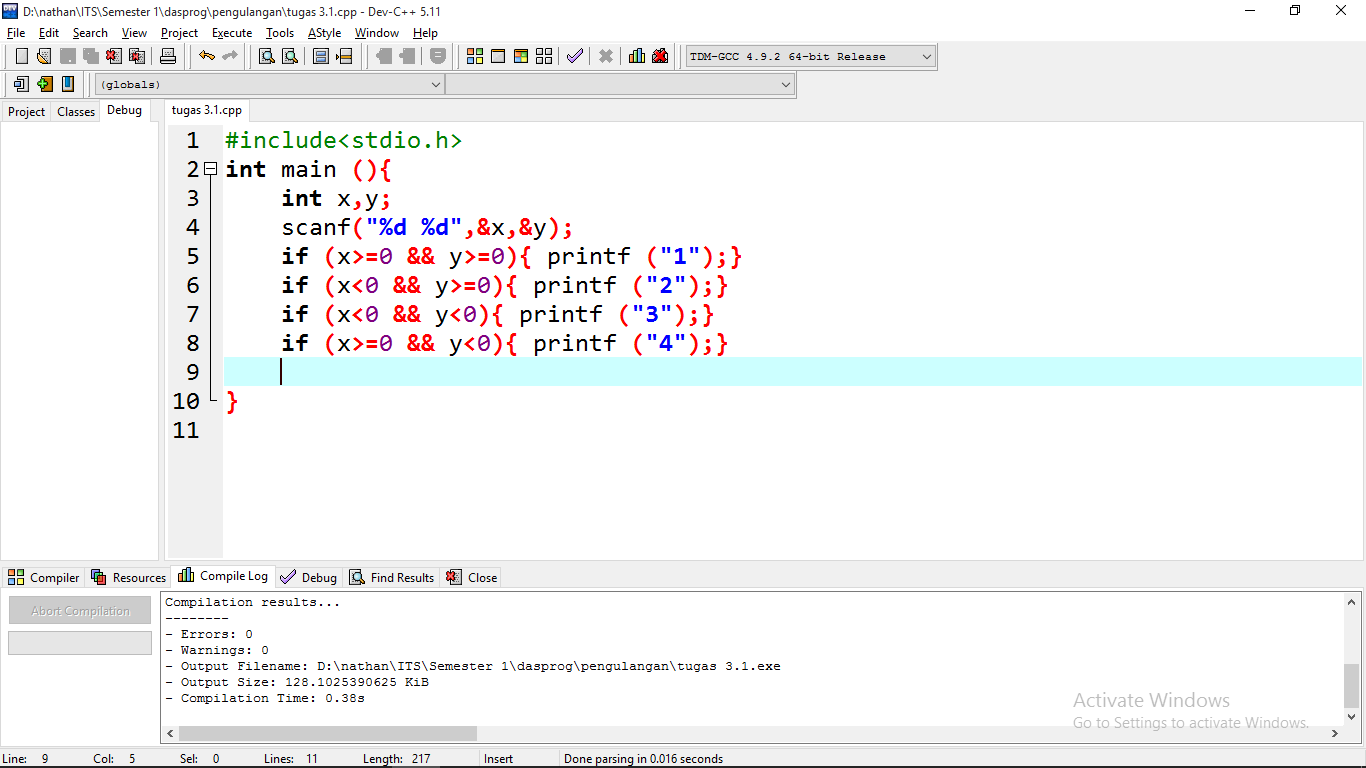 D:\nathan\ITS\Semester 1\dasprog\pengulangan\tugas 3.1.cpp - Dev-C++ 5.11
File Edit Search View Project Execute Tools AStyle Window Help
TDM-GCC 4.9.2 64-bit Release
(globals)
Project Classes Debug
tugas 3.1.cpp
1 #include<stdio.h>
2 int main (){
3 int x,y;
4 scanf("%d %d",&x,&y);
5 if (x>=0 && y>=0){ printf ("1");}
6 if (x<0 && y>=0){ printf ("2");}
7 if (x<0 && y<0){ printf ("3");}
8 if (x>=0 && y<0){ printf ("4");}
9
10 }
11
Compiler Resources Compile Log Debug Find Results Close
Abort Compilation
Compilation results...
--------
- Errors: 0
- Warnings: 0
- Output Filename: D:\nathan\ITS\Semester 1\dasprog\pengulangan\tugas 3.1.exe
- Output Size: 128.1025390625 KiB
- Compilation Time: 0.38s
Activate Windows
Go to Settings to activate Windows.
Line: 9 Col: 5 Sel: 0 Lines: 11 Length: 217 Insert Done parsing in 0.016 seconds